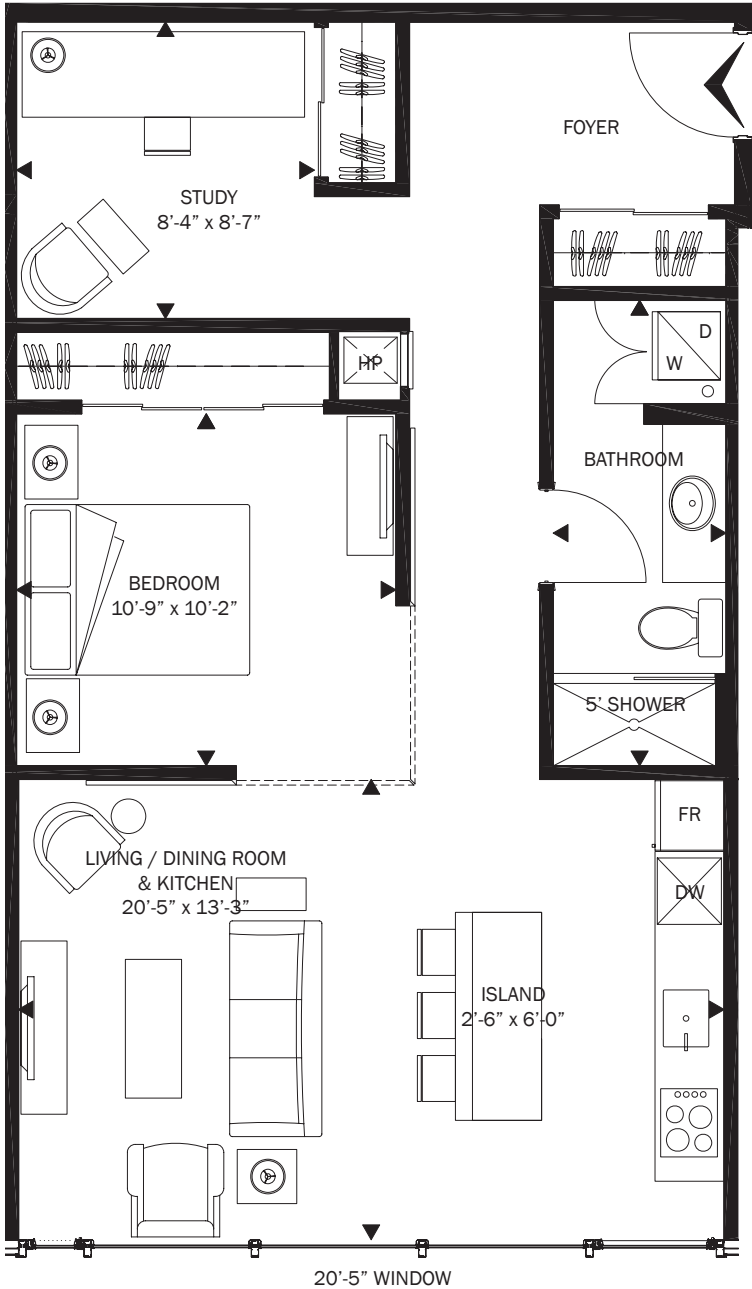 FOYER
STUDY
8’-4” x 8’-7”
D
W
HP
BATHROOM
BEDROOM
10’-9” x 10’-2”
5’ SHOWER
FR
LIVING / DINING ROOM
& KITCHEN
20’-5” x 13’-3”
DW
ISLAND
2’-6” x 6’-0”
20’-5” WINDOW